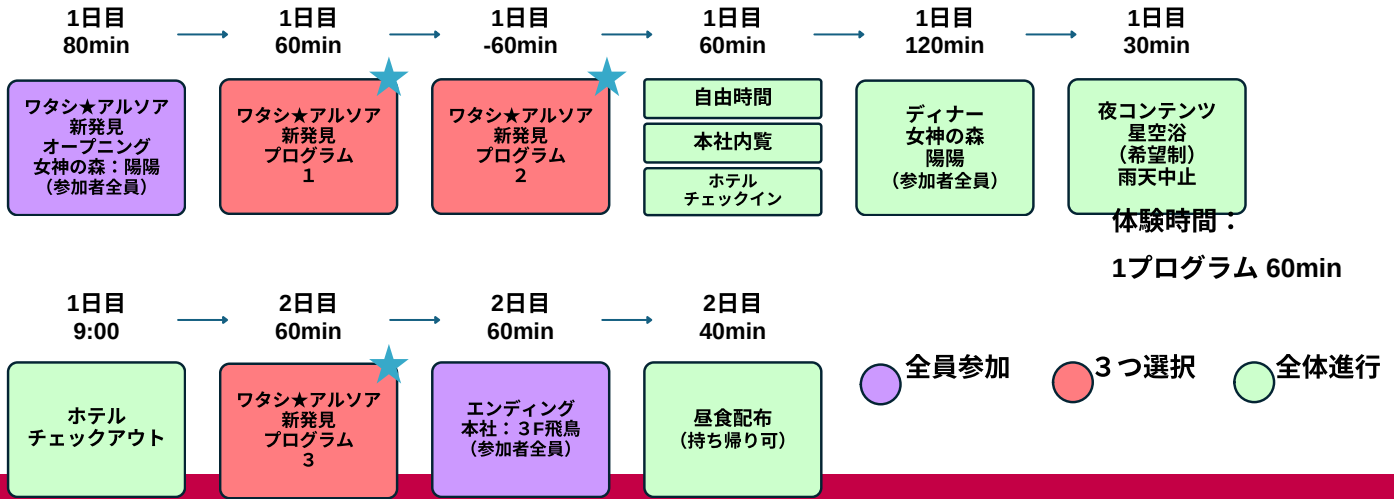 1日目
80min
1日目
60min
1日目
-60min
1日目
60min
1日目
120min
1日目
30min
ワタシ★アルソア
新発見
オープニング
女神の森：陽陽
（参加者全員）
ワタシ★アルソア
新発見
プログラム
１
ワタシ★アルソア
新発見
プログラム
２
自由時間
本社内覧
ホテル
チェックイン
ディナー
女神の森
陽陽
（参加者全員）
夜コンテンツ
星空浴
（希望制）
雨天中止
体験時間：
1プログラム 60min
1日目
9:00
2日目
60min
2日目
60min
2日目
40min
ホテル
チェックアウト
ワタシ★アルソア
新発見
プログラム
３
エンディング
本社：３F飛鳥
（参加者全員）
昼食配布
（持ち帰り可）
全員参加
３つ選択
全体進行